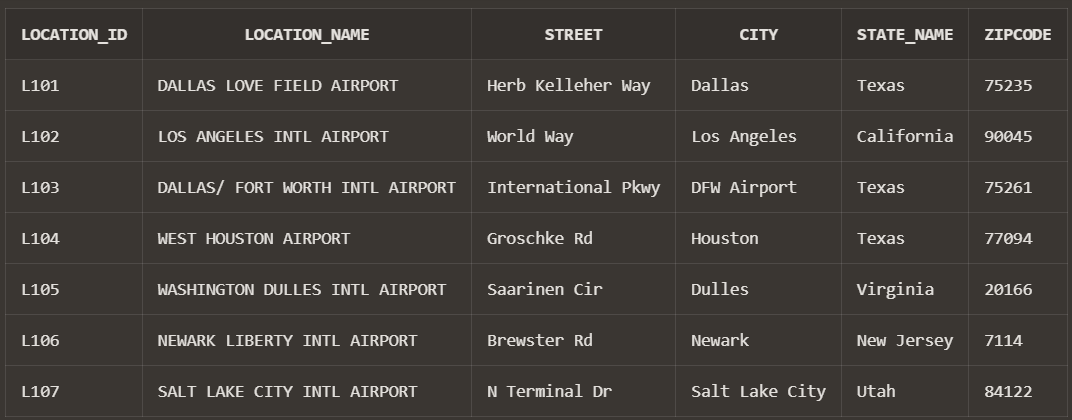 LOCATION_ID LOCATION_NAME STREET CITY STATE_NAME ZIPCODE
L101 DALLAS LOVE FIELD AIRPORT Herb Kelleher Way Dallas Texas 75235
L102 LOS ANGELES INTL AIRPORT World Way Los Angeles California 90045
L103 DALLAS/ FORT WORTH INTL AIRPORT International Pkwy DFW Airport Texas 75261
L104 WEST HOUSTON AIRPORT Groschke Rd Houston Texas 77094
L105 WASHINGTON DULLES INTL AIRPORT Saarinen Cir Dulles Virginia 20166
L106 NEWARK LIBERTY INTL AIRPORT Brewster Rd Newark New Jersey 7114
L107 SALT LAKE CITY INTL AIRPORT N Terminal Dr Salt Lake City Utah 84122